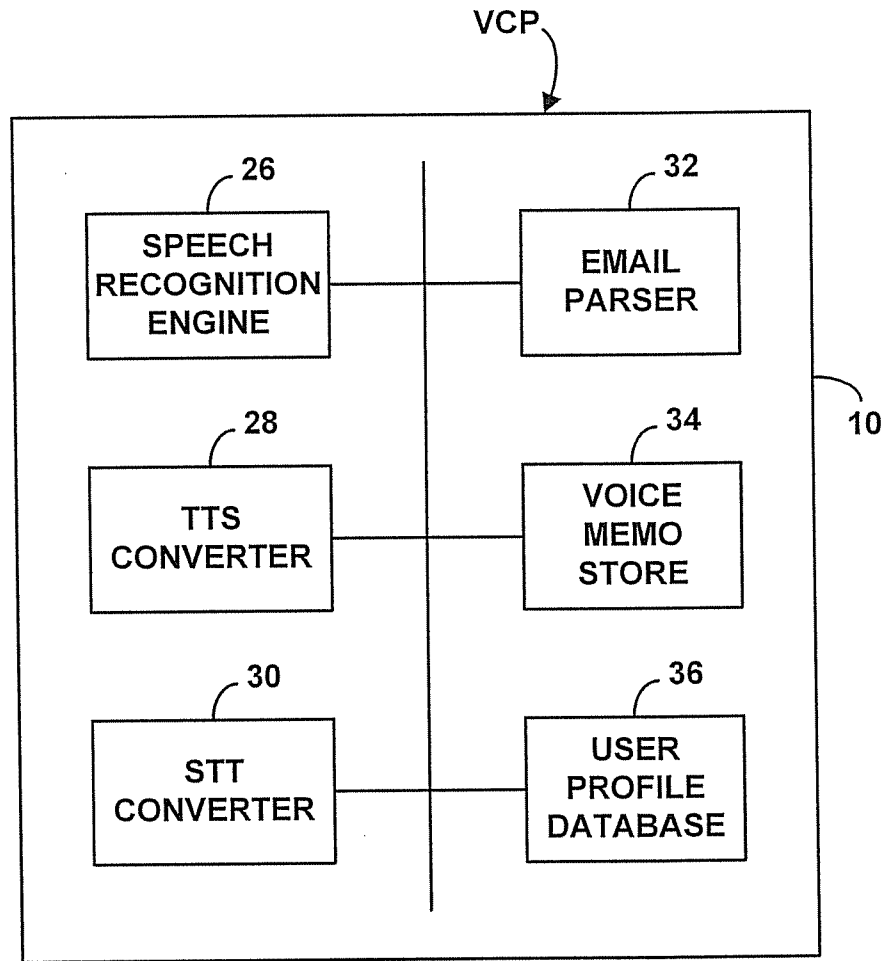 VCP
26
SPEECH
RECOGNITION
ENGINE
32
EMAIL
PARSER
10
28
TTS
CONVERTER
34
VOICE
MEMO
STORE
30
STT
CONVERTER
36
USER
PROFILE
DATABASE